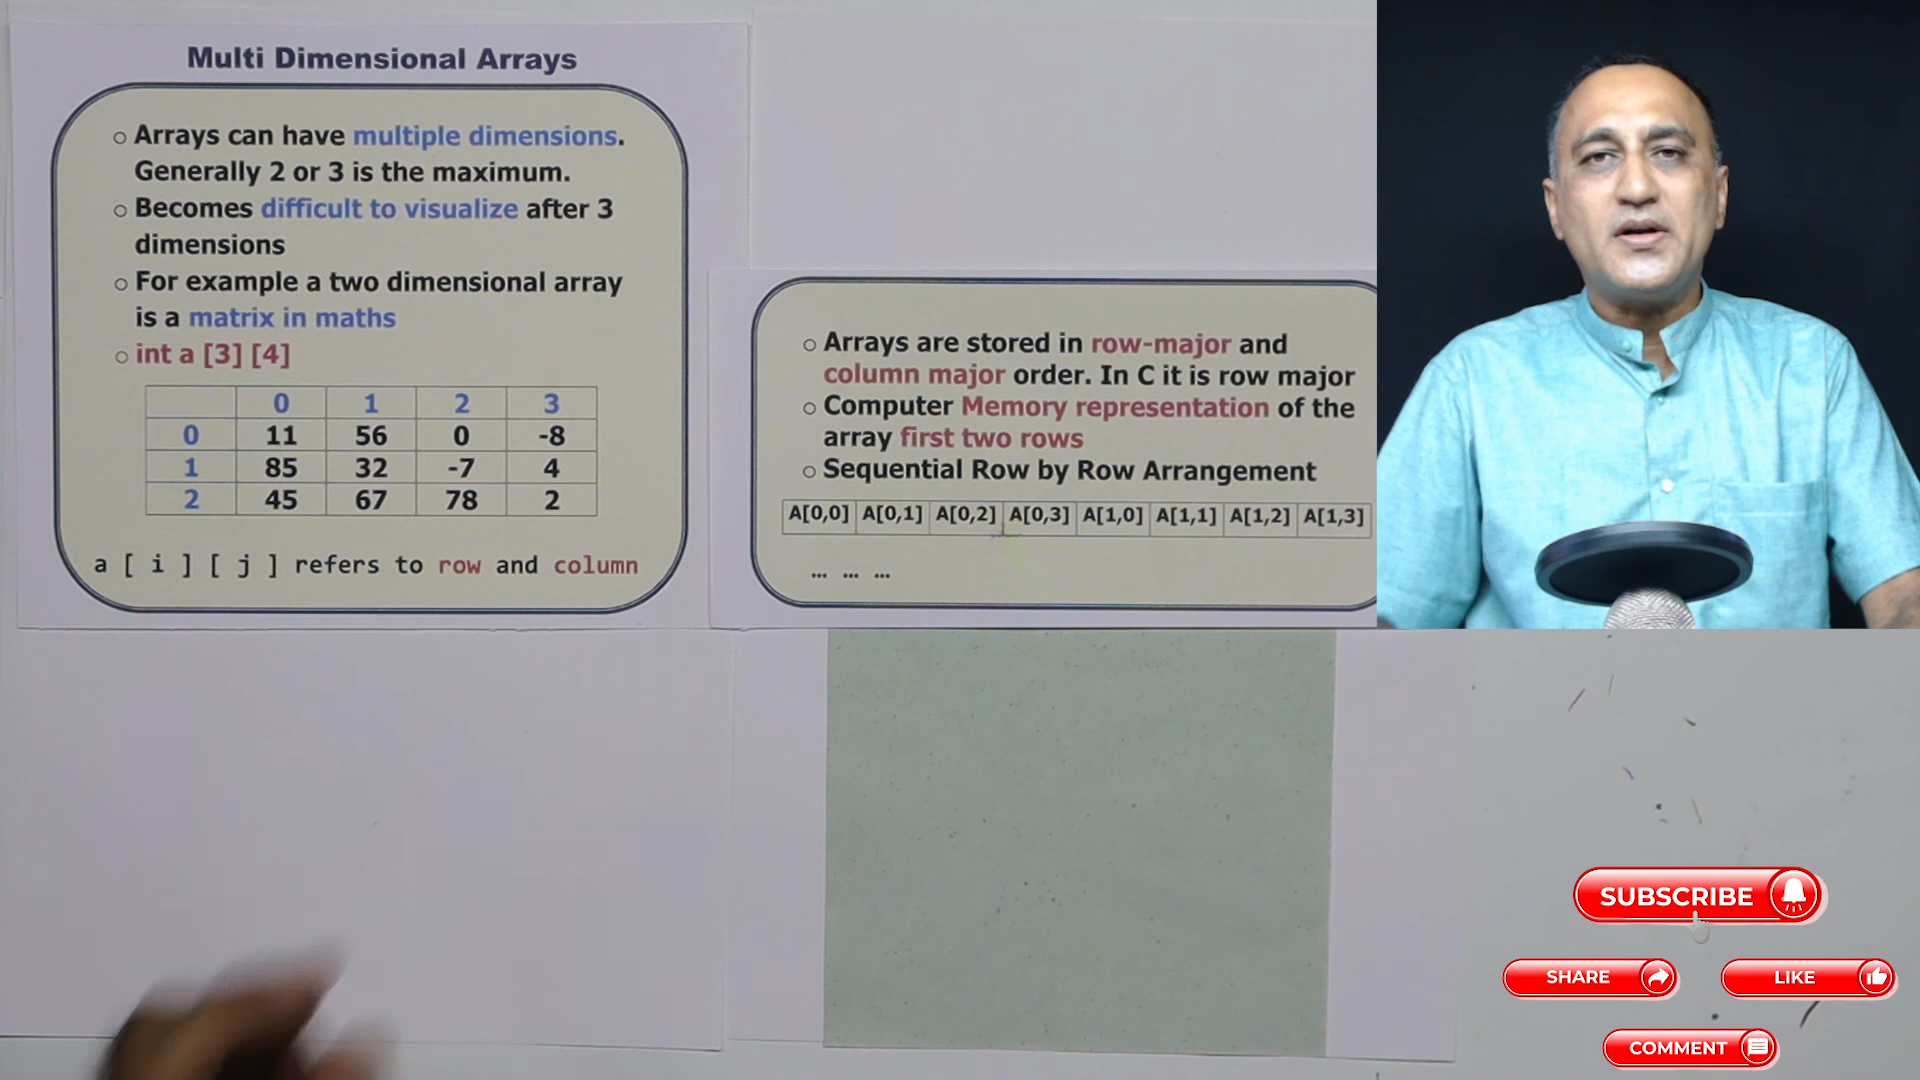 Multi Dimensional Arrays
○ Arrays can have multiple dimensions.
Generally 2 or 3 is the maximum.
○ Becomes difficult to visualize after 3
dimensions
○ For example a two dimensional array
is a matrix in maths
○ int a [3] [4]
0 1 2 3
0 11 56 0 -8
1 85 32 -7 4
2 45 67 78 2
a [ i ] [ j ] refers to row and column
○ Arrays are stored in row-major and
column major order. In C it is row major
○ Computer Memory representation of the
array first two rows
○ Sequential Row by Row Arrangement
A[0,0] A[0,1] A[0,2] A[0,3] A[1,0] A[1,1] A[1,2] A[1,3]
... ... ...
SUBSCRIBE
SHARE LIKE
COMMENT